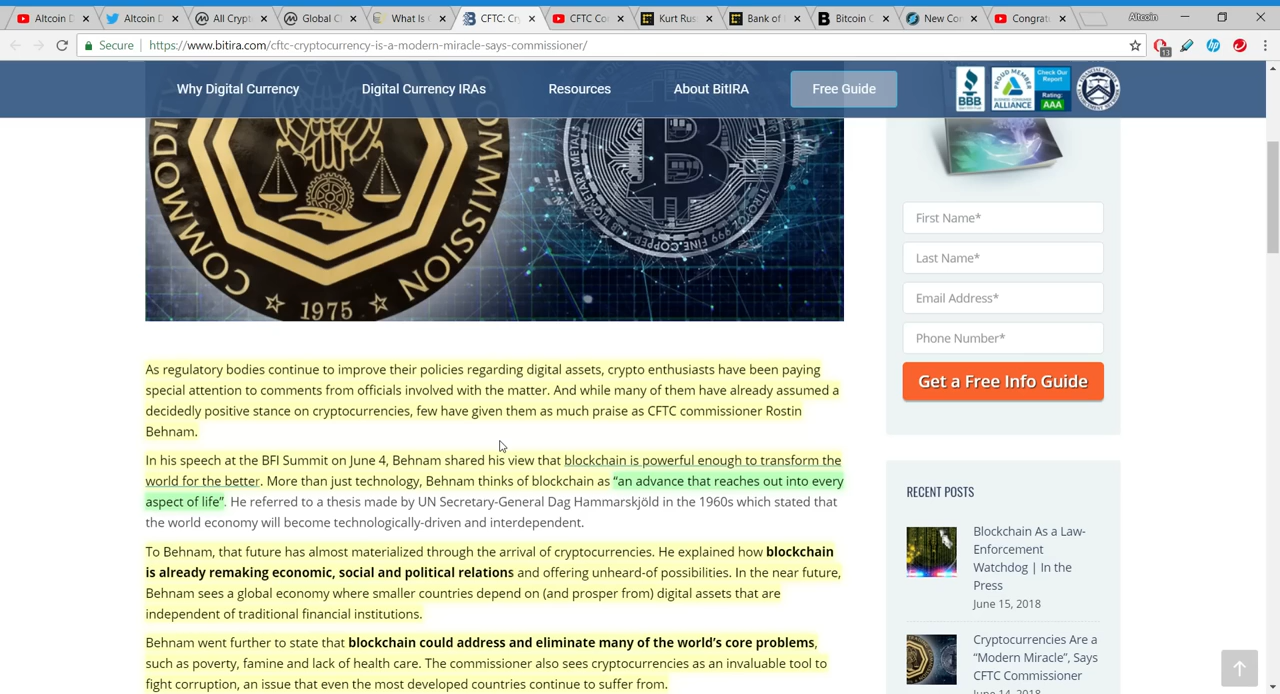 Altcoin D
Altcoin D
All Crypt
Global C
What Is
CFTC: Cr
CFTC Co
Kurt Rus
Bank of
Bitcoin C
New Con
Congrat
Altcoin
Secure
https://www.bitira.com/cftc-cryptocurrency-is-a-modern-miracle-says-commissioner/
13
Why Digital Currency
Digital Currency IRAs
Resources
About BitIRA
Free Guide
BBB
PROUD MEMBER
BUSINESS CONSUMER
ALLIANCE
Check Our
Report
Rating:
AAA
COMMODIT
COMMISSION
1975
First Name*
Last Name*
Email Address*
Phone Number*
Get a Free Info Guide
As regulatory bodies continue to improve their policies regarding digital assets, crypto enthusiasts have been paying
special attention to comments from officials involved with the matter. And while many of them have already assumed a
decidedly positive stance on cryptocurrencies, few have given them as much praise as CFTC commissioner Rostin
Behnam.
In his speech at the BFI Summit on June 4, Behnam shared his view that blockchain is powerful enough to transform the
world for the better. More than just technology, Behnam thinks of blockchain as “an advance that reaches out into every
aspect of life”. He referred to a thesis made by UN Secretary-General Dag Hammarskjöld in the 1960s which stated that
the world economy will become technologically-driven and interdependent.
To Behnam, that future has almost materialized through the arrival of cryptocurrencies. He explained how blockchain
is already remaking economic, social and political relations and offering unheard-of possibilities. In the near future,
Behnam sees a global economy where smaller countries depend on (and prosper from) digital assets that are
independent of traditional financial institutions.
Behnam went further to state that blockchain could address and eliminate many of the world’s core problems,
such as poverty, famine and lack of health care. The commissioner also sees cryptocurrencies as an invaluable tool to
fight corruption, an issue that even the most developed countries continue to suffer from.
RECENT POSTS
Blockchain As a Law-
Enforcement
Watchdog | In the
Press
June 15, 2018
Cryptocurrencies Are a
“Modern Miracle”, Says
CFTC Commissioner
June 14, 2018